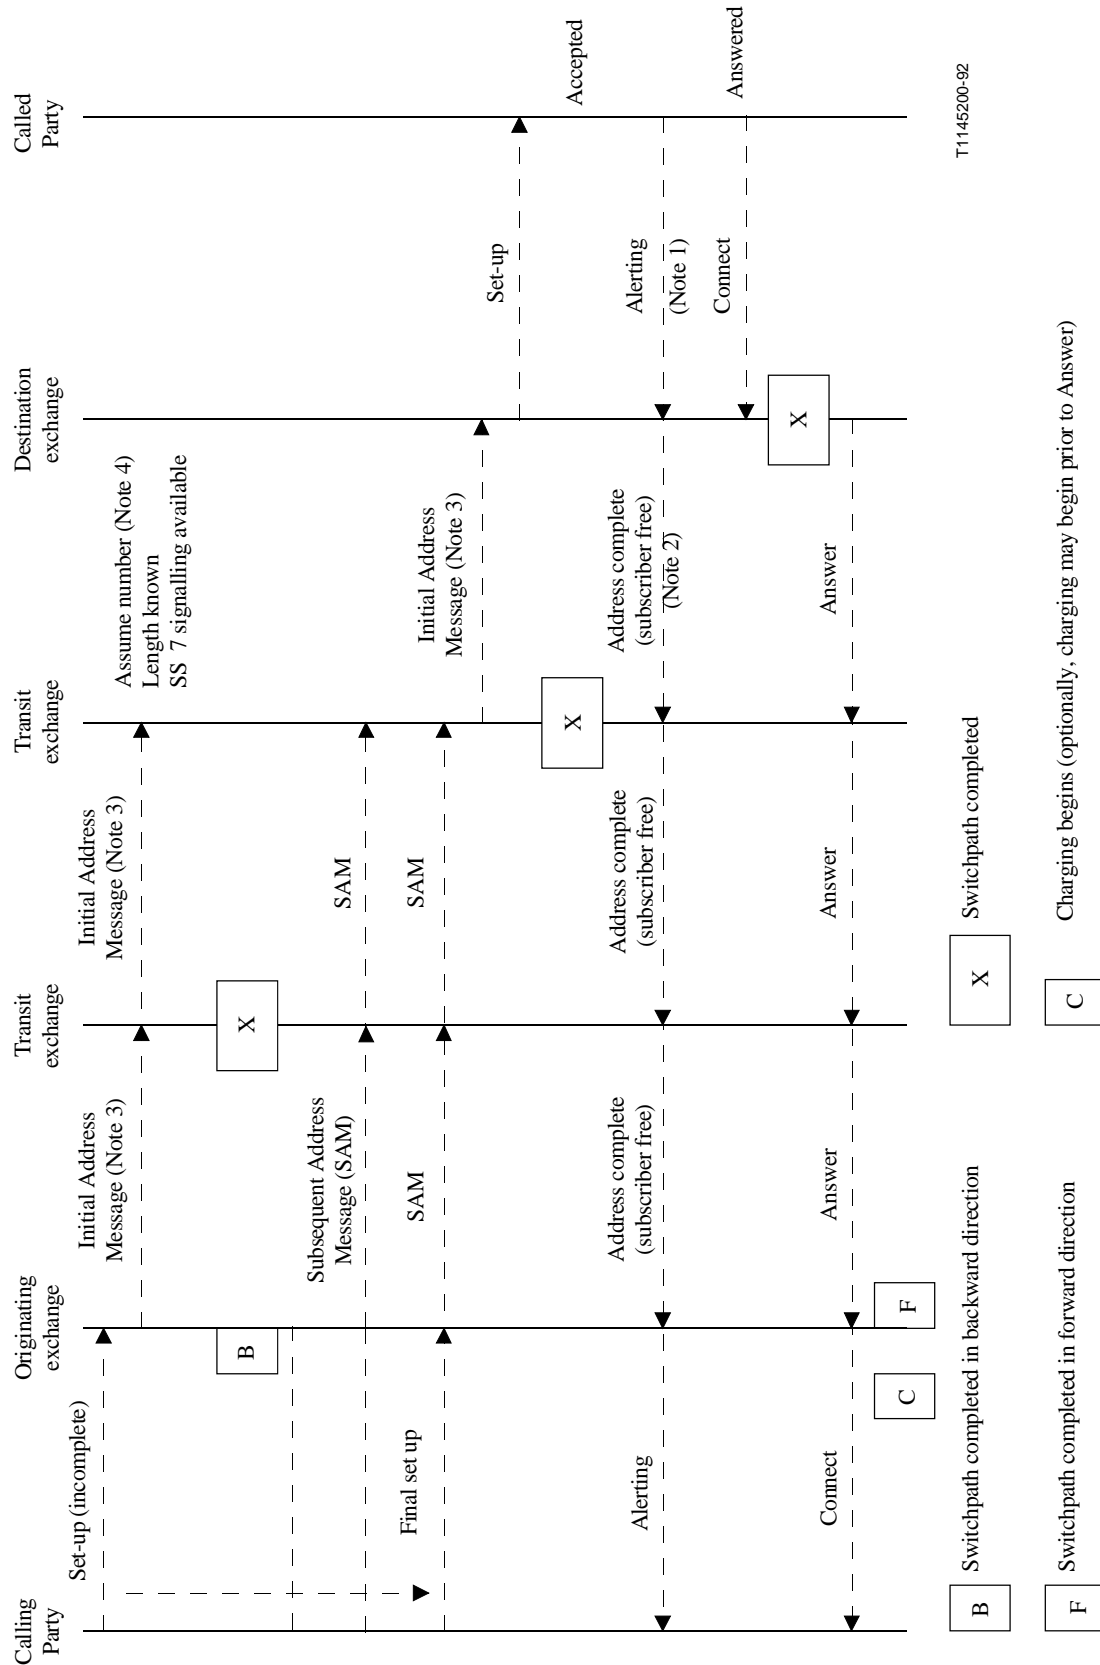 Calling
Party
Originating
exchange
Transit
exchange
Transit
exchange
Destination
exchange
Called
Party
Set-up (incomplete)
Initial Address
Message (Note 3)
Initial Address
Message (Note 3)
Assume number (Note 4)
Length known
SS 7 signalling available
B
X
Subsequent Address
Message (SAM)
SAM
Final set up
SAM
SAM
Initial Address
Message (Note 3)
Set-up
X
Accepted
Alerting
Address complete
(subscriber free)
Address complete
(subscriber free)
Address complete
(subscriber free)
(Note 2)
Alerting
(Note 1)
Connect
Answered
X
Connect
Answer
Answer
Answer
C
F
T1145200-92
B Switchpath completed in backward direction
X Switchpath completed
F Switchpath completed in forward direction
C Charging begins (optionally, charging may begin prior to Answer)